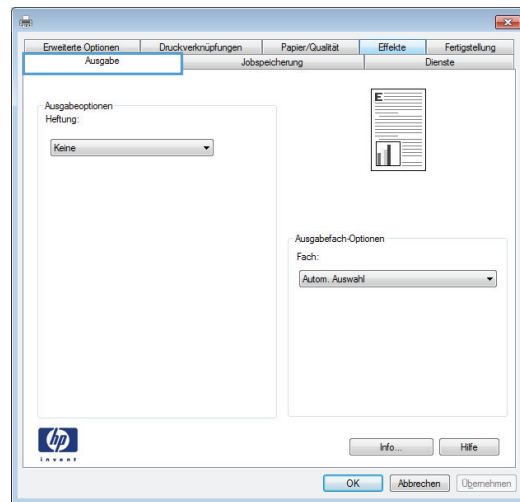 Erweiterte Optionen Druckverknüpfungen Papier/Qualität Effekte Fertigstellung
Ausgabe Jobspeicherung Dienste
Ausgabeoptionen
Heftung:
Keine
E
Ausgabefach-Optionen
Fach:
Autom. Auswahl
hp
invent
Info... Hilfe
OK Abbrechen Übernehmen